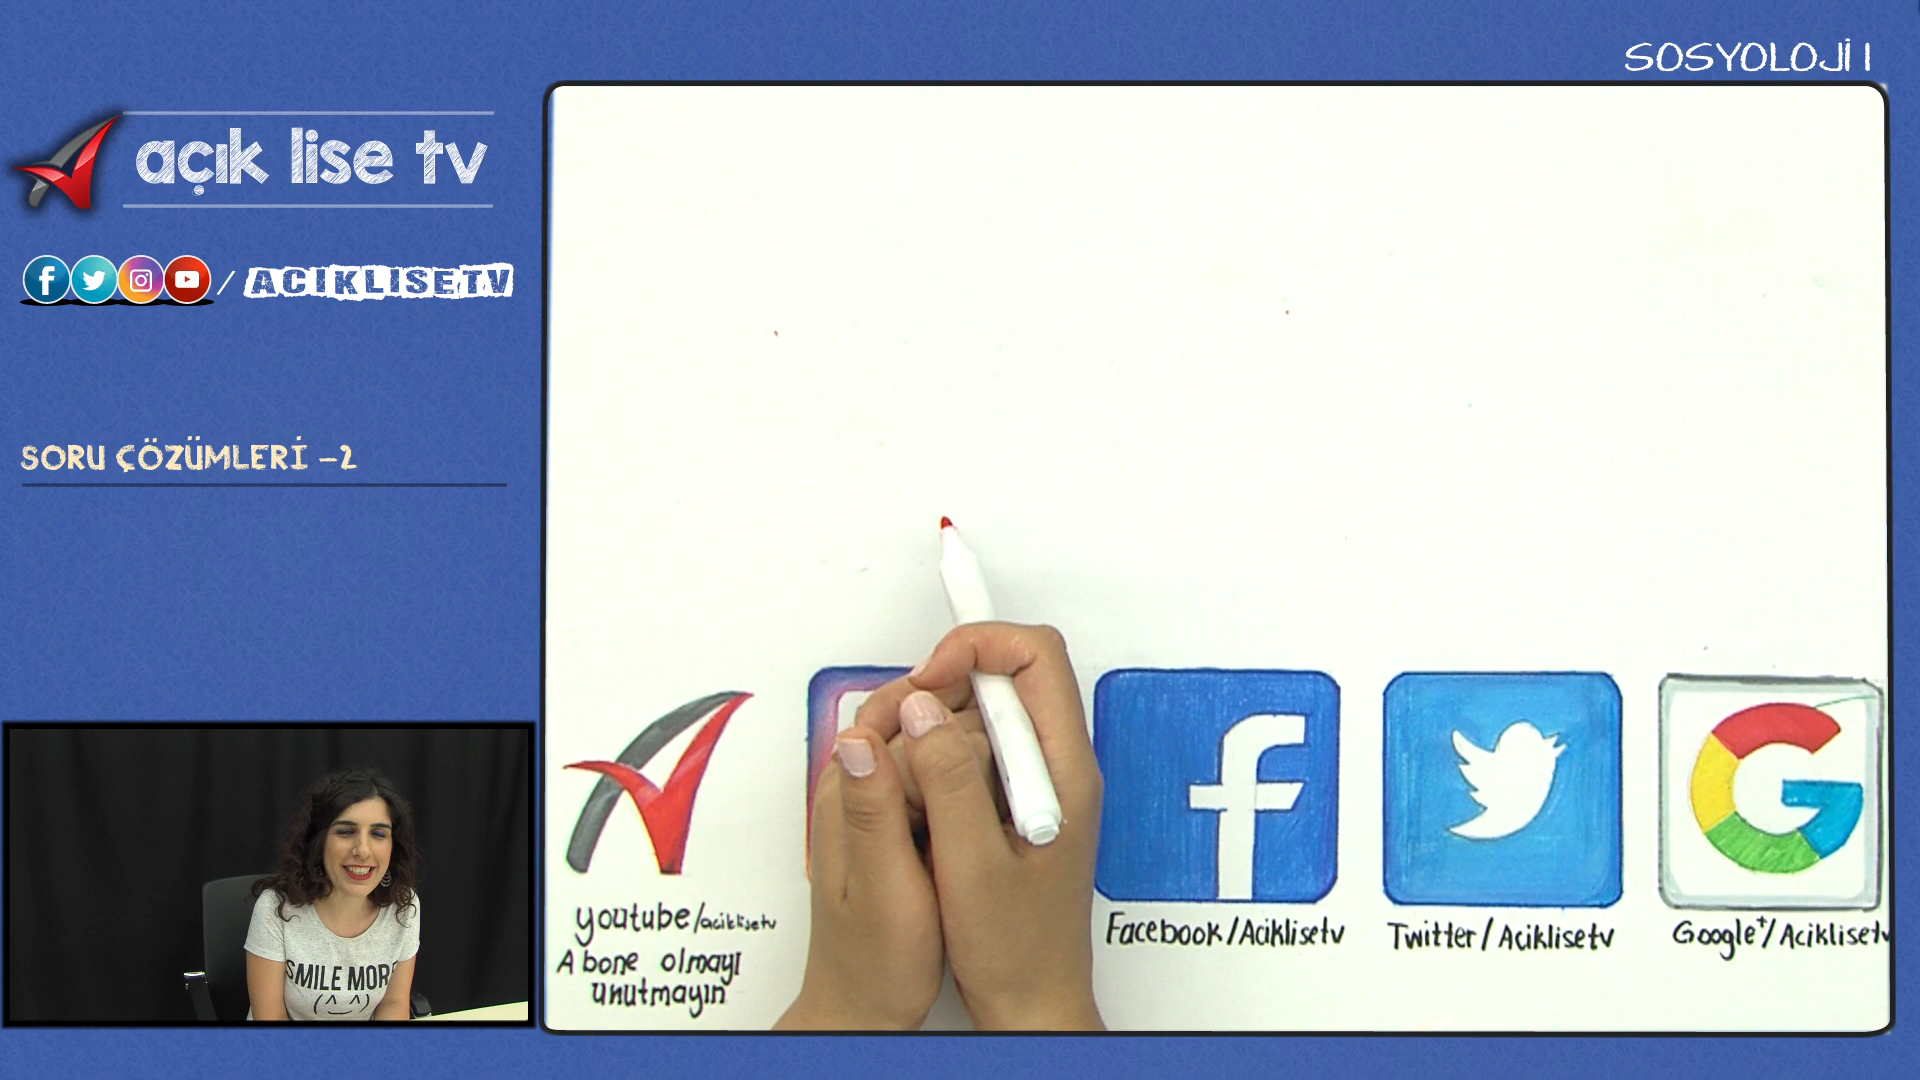 SOSYOLOJİ I
açık lise tv
/ ACIKLISETV
SORU ÇÖZÜMLERİ -2
SMILE MORE
(^_^)
youtube/aciklisetv
Abone olmayı
unutmayın
Facebook/Aciklisetv
Twitter/Açiklisetv
Google+/Aciklisetv